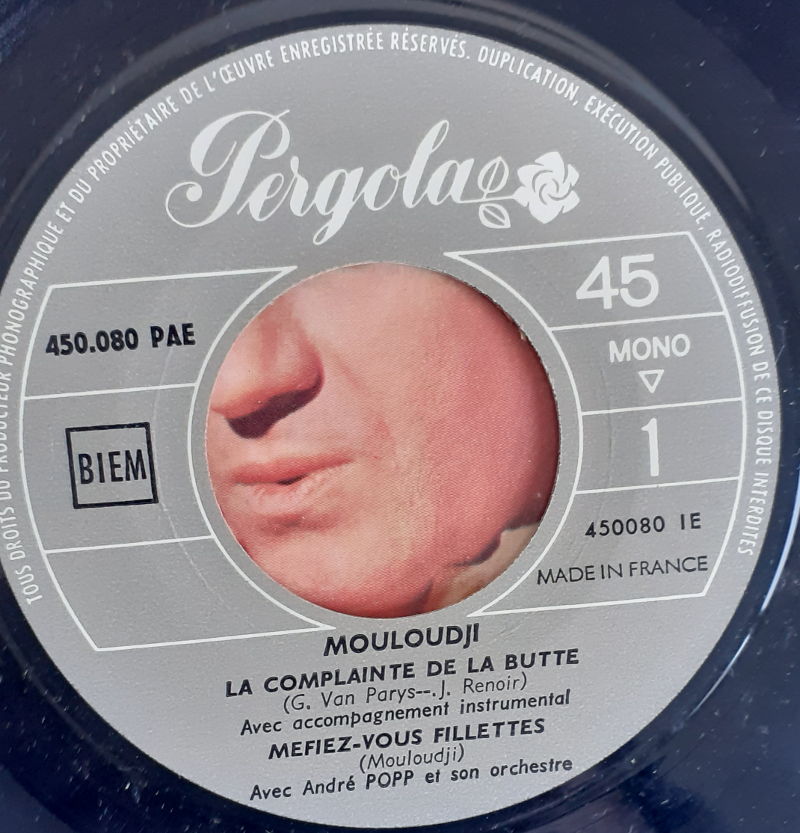 TOUS DROITS DU PRODUCTEUR PHONOGRAPHIQUE ET DU PROPRIÉTAIRE DE L'ŒUVRE ENREGISTRÉE RÉSERVÉS. DUPLICATION, EXÉCUTION PUBLIQUE, RADIODIFFUSION DE CE DISQUE INTERDITES
Pergola
450.080 PAE
BIEM
45
MONO
1
450080 IE
MADE IN FRANCE
MOULOUDJI
LA COMPLAINTE DE LA BUTTE
(G. Van Parys--.J. Renoir)
Avec accompagnement instrumental
MEFIEZ-VOUS FILLETTES
(Mouloudji)
Avec André POPP et son orchestre